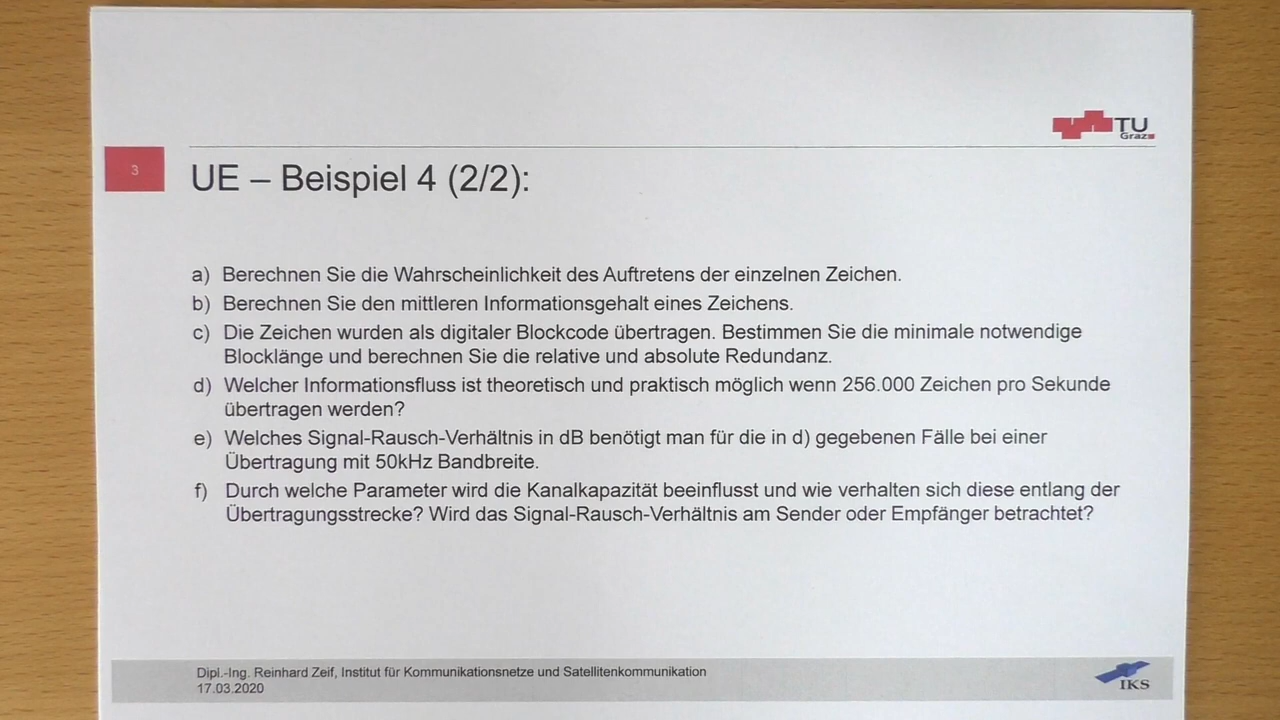 TU
Graz
3
UE – Beispiel 4 (2/2):
a) Berechnen Sie die Wahrscheinlichkeit des Auftretens der einzelnen Zeichen.
b) Berechnen Sie den mittleren Informationsgehalt eines Zeichens.
c) Die Zeichen wurden als digitaler Blockcode übertragen. Bestimmen Sie die minimale notwendige
Blocklänge und berechnen Sie die relative und absolute Redundanz.
d) Welcher Informationsfluss ist theoretisch und praktisch möglich wenn 256.000 Zeichen pro Sekunde
übertragen werden?
e) Welches Signal-Rausch-Verhältnis in dB benötigt man für die in d) gegebenen Fälle bei einer
Übertragung mit 50kHz Bandbreite.
f) Durch welche Parameter wird die Kanalkapazität beeinflusst und wie verhalten sich diese entlang der
Übertragungsstrecke? Wird das Signal-Rausch-Verhältnis am Sender oder Empfänger betrachtet?
Dipl.-Ing. Reinhard Zeif, Institut für Kommunikationsnetze und Satellitenkommunikation
17.03.2020
IKS